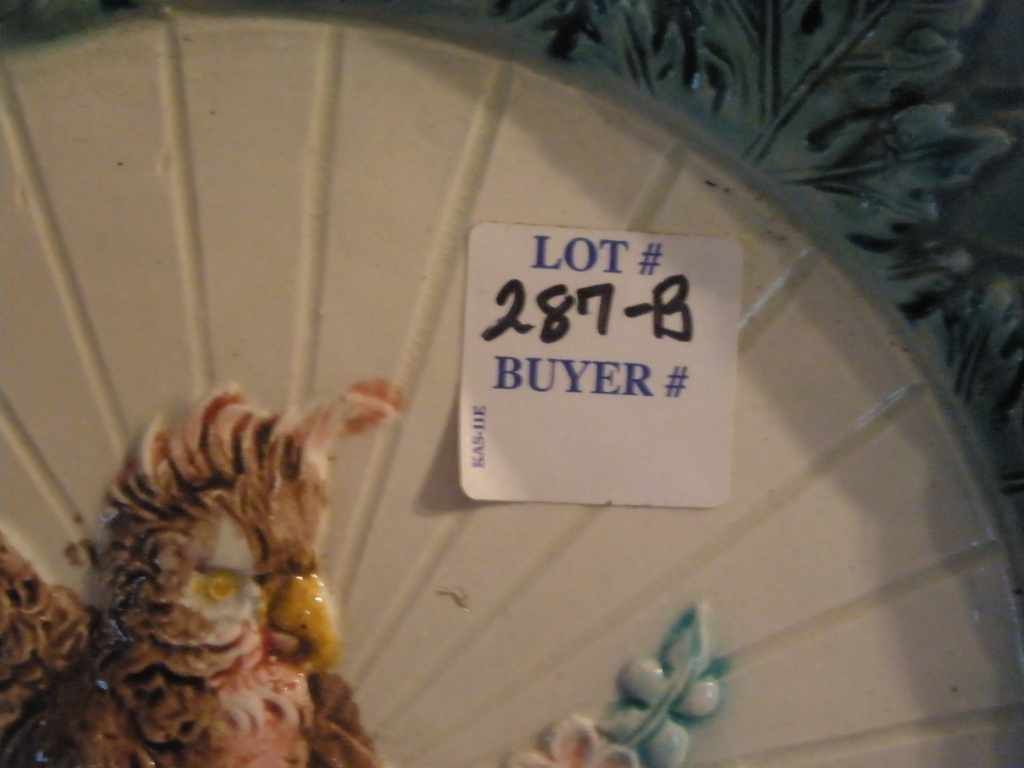 LOT #
287-B
BUYER #
KAS-11E